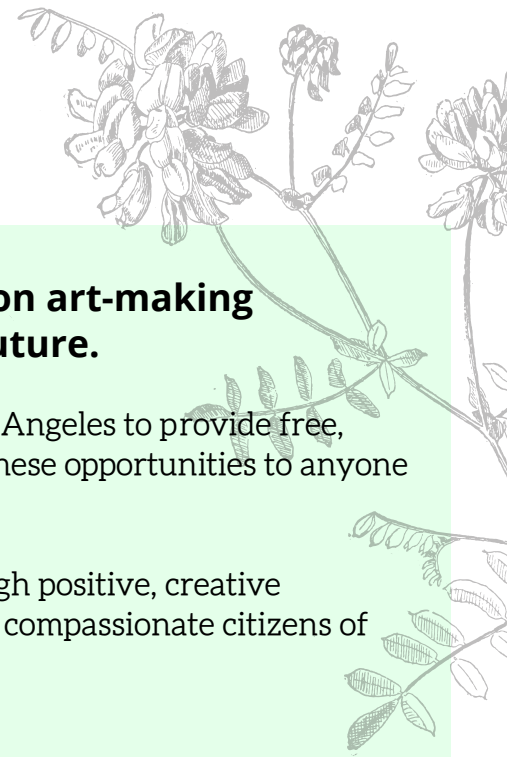 on art-making
uture.
Angeles to provide free,
hese opportunities to anyone
gh positive, creative
compassionate citizens of